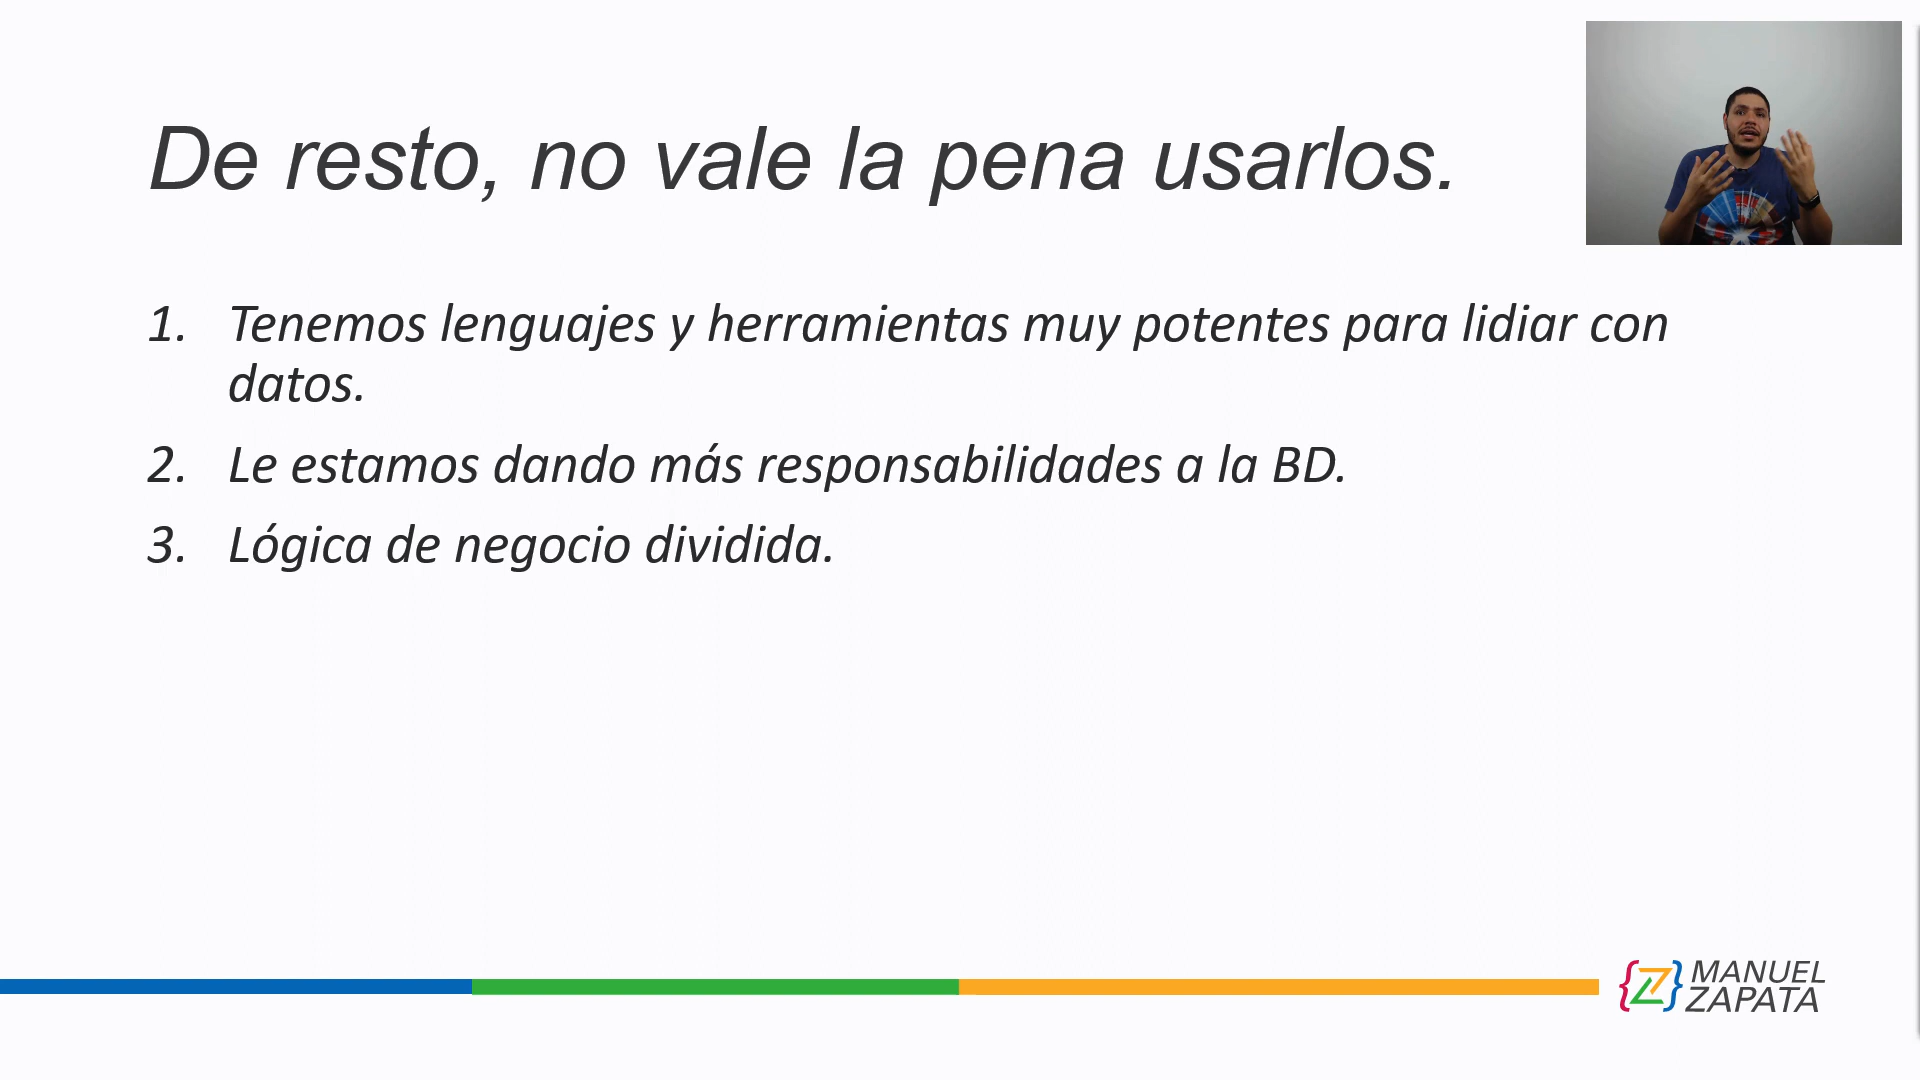 De resto, no vale la pena usarlos.
1. Tenemos lenguajes y herramientas muy potentes para lidiar con
datos.
2. Le estamos dando más responsabilidades a la BD.
3. Lógica de negocio dividida.
{Z} MANUEL
ZAPATA